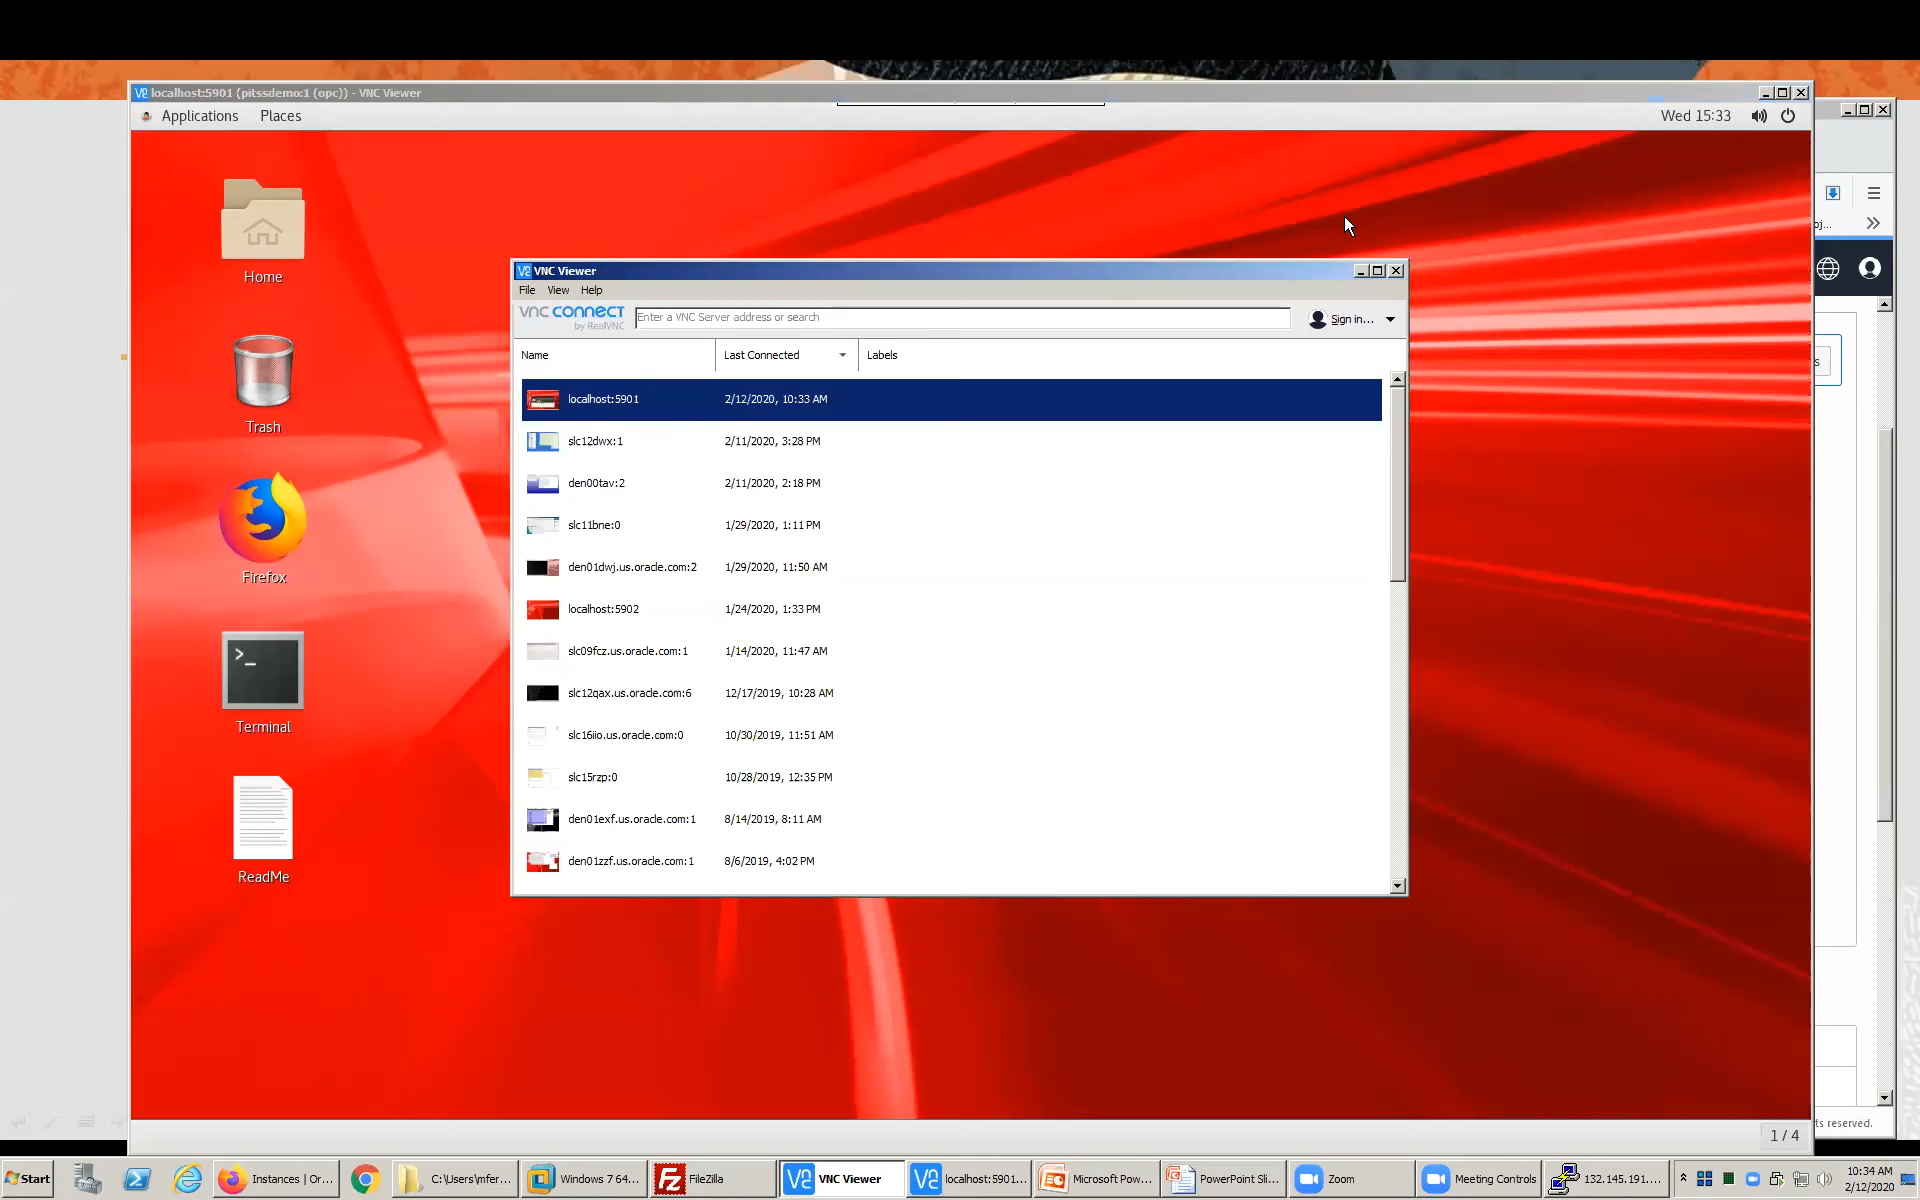 localhost:5901 (pitssdemo:1 (opc)) - VNC Viewer
Applications Places Wed 15:33
Home
Trash
Firefox
Terminal
ReadMe
VNC Viewer
File View Help
VNC CONNECT
by RealVNC
Enter a VNC Server address or search
Sign in...
Name Last Connected Labels
localhost:5901 2/12/2020, 10:33 AM
slc12dwx:1 2/11/2020, 3:28 PM
den00tav:2 2/11/2020, 2:18 PM
slc11bne:0 1/29/2020, 1:11 PM
den01dwj.us.oracle.com:2 1/29/2020, 11:50 AM
localhost:5902 1/24/2020, 1:33 PM
slc09fcz.us.oracle.com:1 1/14/2020, 11:47 AM
slc12qax.us.oracle.com:6 12/17/2019, 10:28 AM
slc16iio.us.oracle.com:0 10/30/2019, 11:51 AM
slc15rzp:0 10/28/2019, 12:35 PM
den01exf.us.oracle.com:1 8/14/2019, 8:11 AM
den01zzf.us.oracle.com:1 8/6/2019, 4:02 PM
oj...
s
1 / 4
ts reserved.
Start
Instances | Or...
C:\Users\mfer...
Windows 7 64...
FileZilla
VNC Viewer
localhost:5901...
Microsoft Pow...
PowerPoint Sli...
Zoom
Meeting Controls
132.145.191....
10:34 AM
2/12/2020